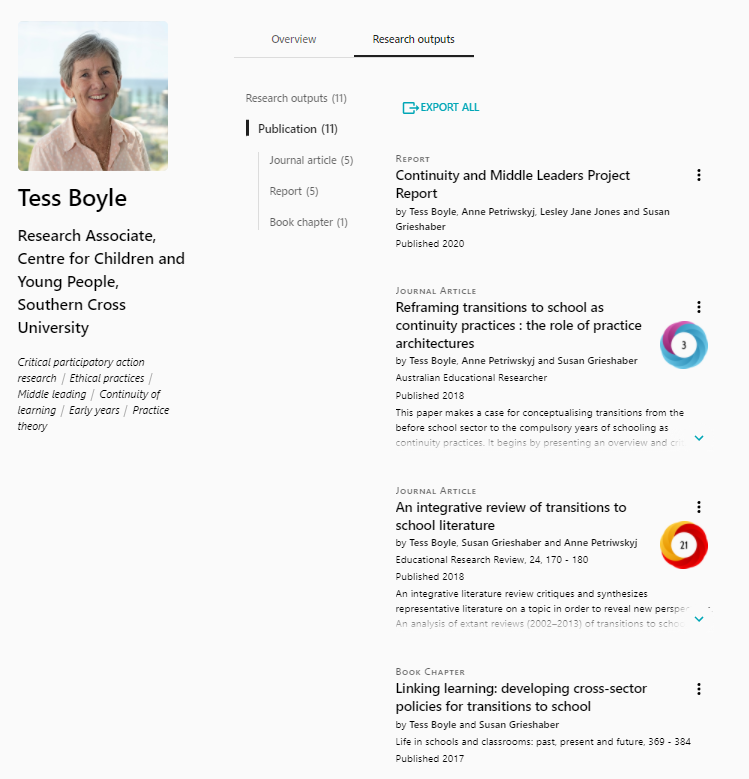 Overview
Research outputs
Tess Boyle
Research Associate,
Centre for Children and
Young People,
Southern Cross
University
Critical participatory action
research / Ethical practices /
Middle leading / Continuity of
learning / Early years / Practice
theory
Research outputs (11)
Publication (11)
Journal article (5)
Report (5)
Book chapter (1)
EXPORT ALL
REPORT
Continuity and Middle Leaders Project
Report
by Tess Boyle, Anne Petriwskyj, Lesley Jane Jones and Susan
Grieshaber
Published 2020
JOURNAL ARTICLE
Reframing transitions to school as
continuity practices : the role of practice
architectures
3
by Tess Boyle, Anne Petriwskyj and Susan Grieshaber
Australian Educational Researcher
Published 2018
This paper makes a case for conceptualising transitions from the
before school sector to the compulsory years of schooling as
continuity practices. It begins by presenting an overview and
JOURNAL ARTICLE
An integrative review of transitions to
school literature
21
by Tess Boyle, Susan Grieshaber and Anne Petriwskyj
Educational Research Review, 24, 170 - 180
Published 2018
An integrative literature review critiques and synthesizes
representative literature on a topic in order to reveal new
An analysis of extant reviews (2002–2013) of transitions to
BOOK CHAPTER
Linking learning: developing cross-sector
policies for transitions to school
by Tess Boyle and Susan Grieshaber
Life in schools and classrooms: past, present and future, 369 - 384
Published 2017